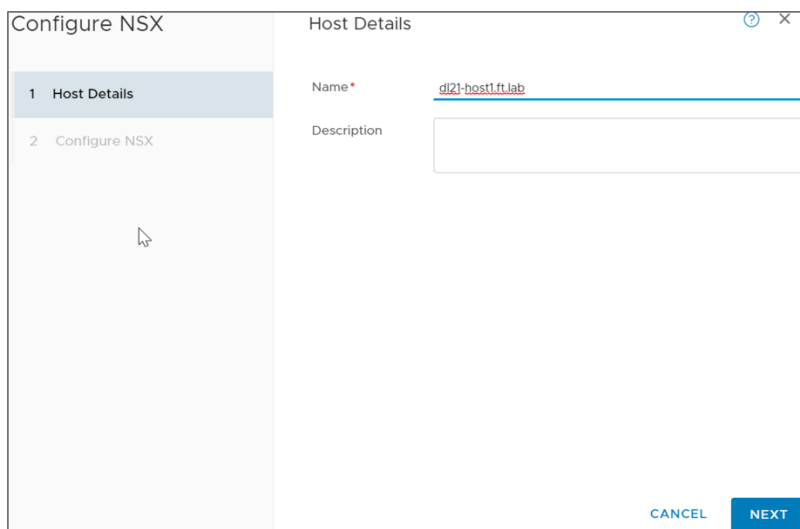 Configure NSX
Host Details
1 Host Details
2 Configure NSX
Name*
dl21-host1.ft.lab
Description
CANCEL
NEXT